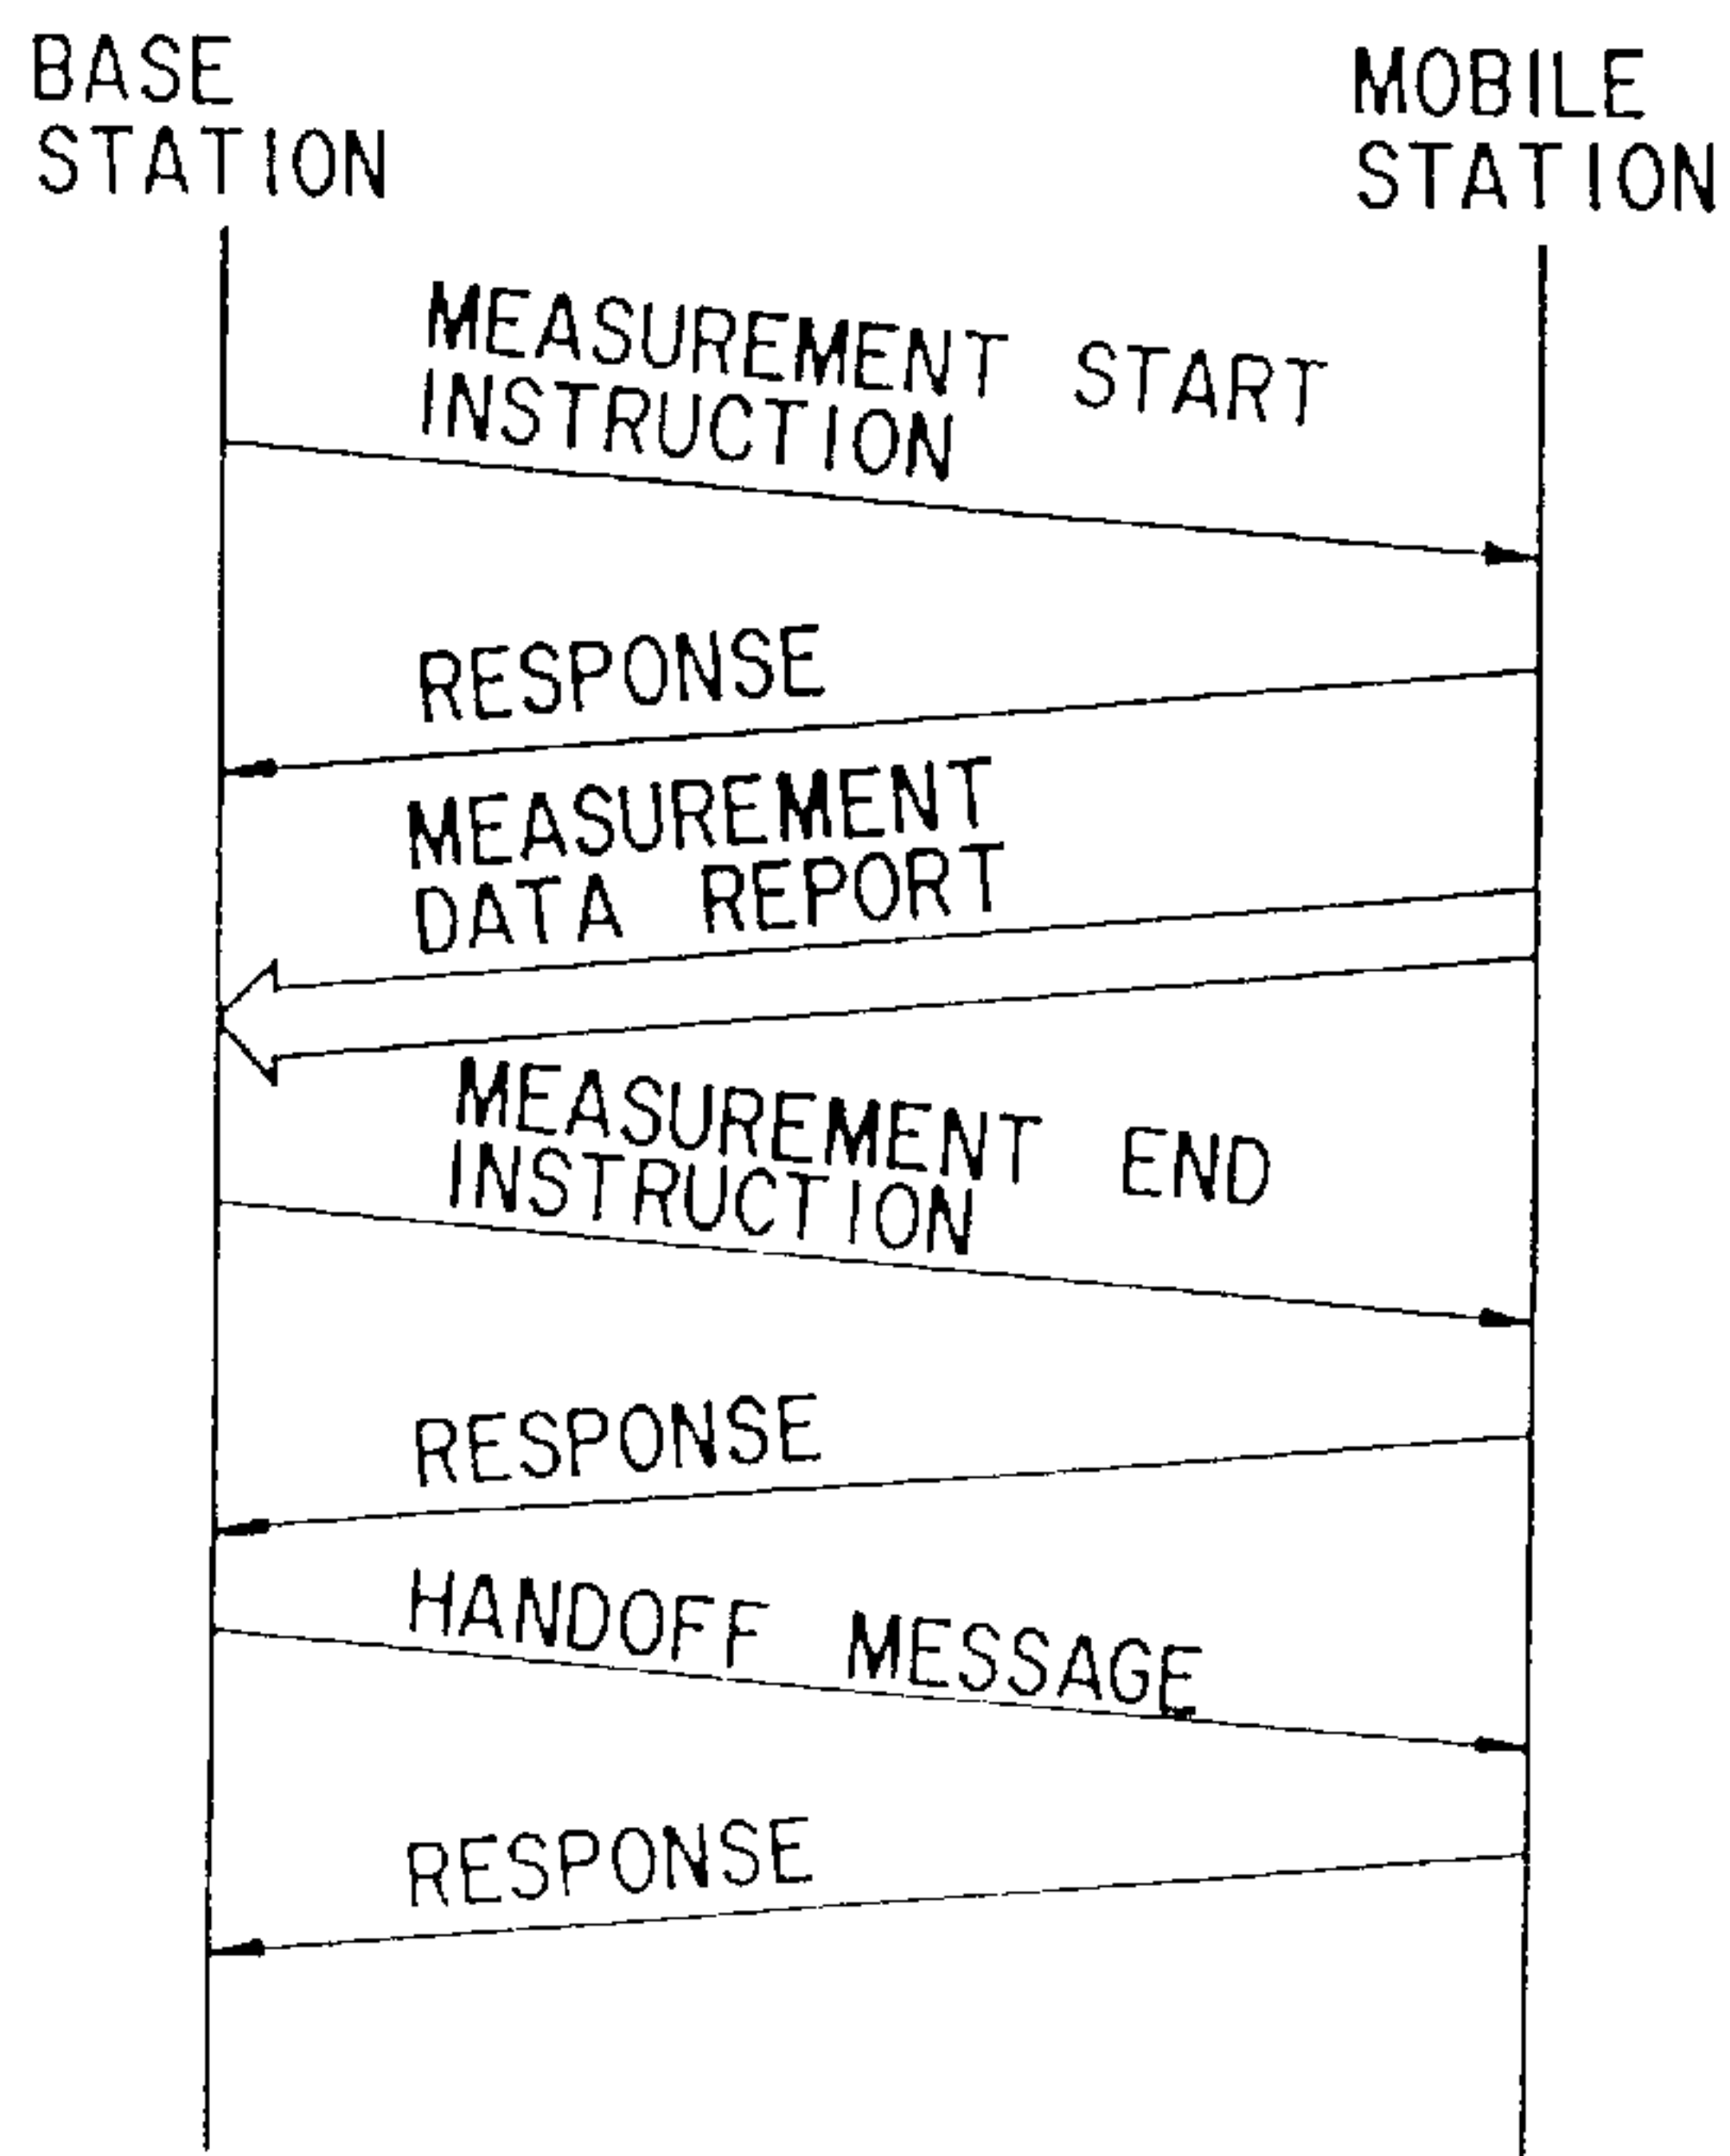 BASE
STATION
MOBILE
STATION
MEASUREMENT START
INSTRUCTION
RESPONSE
MEASUREMENT
DATA REPORT
MEASUREMENT END
INSTRUCTION
RESPONSE
HANDOFF MESSAGE
RESPONSE